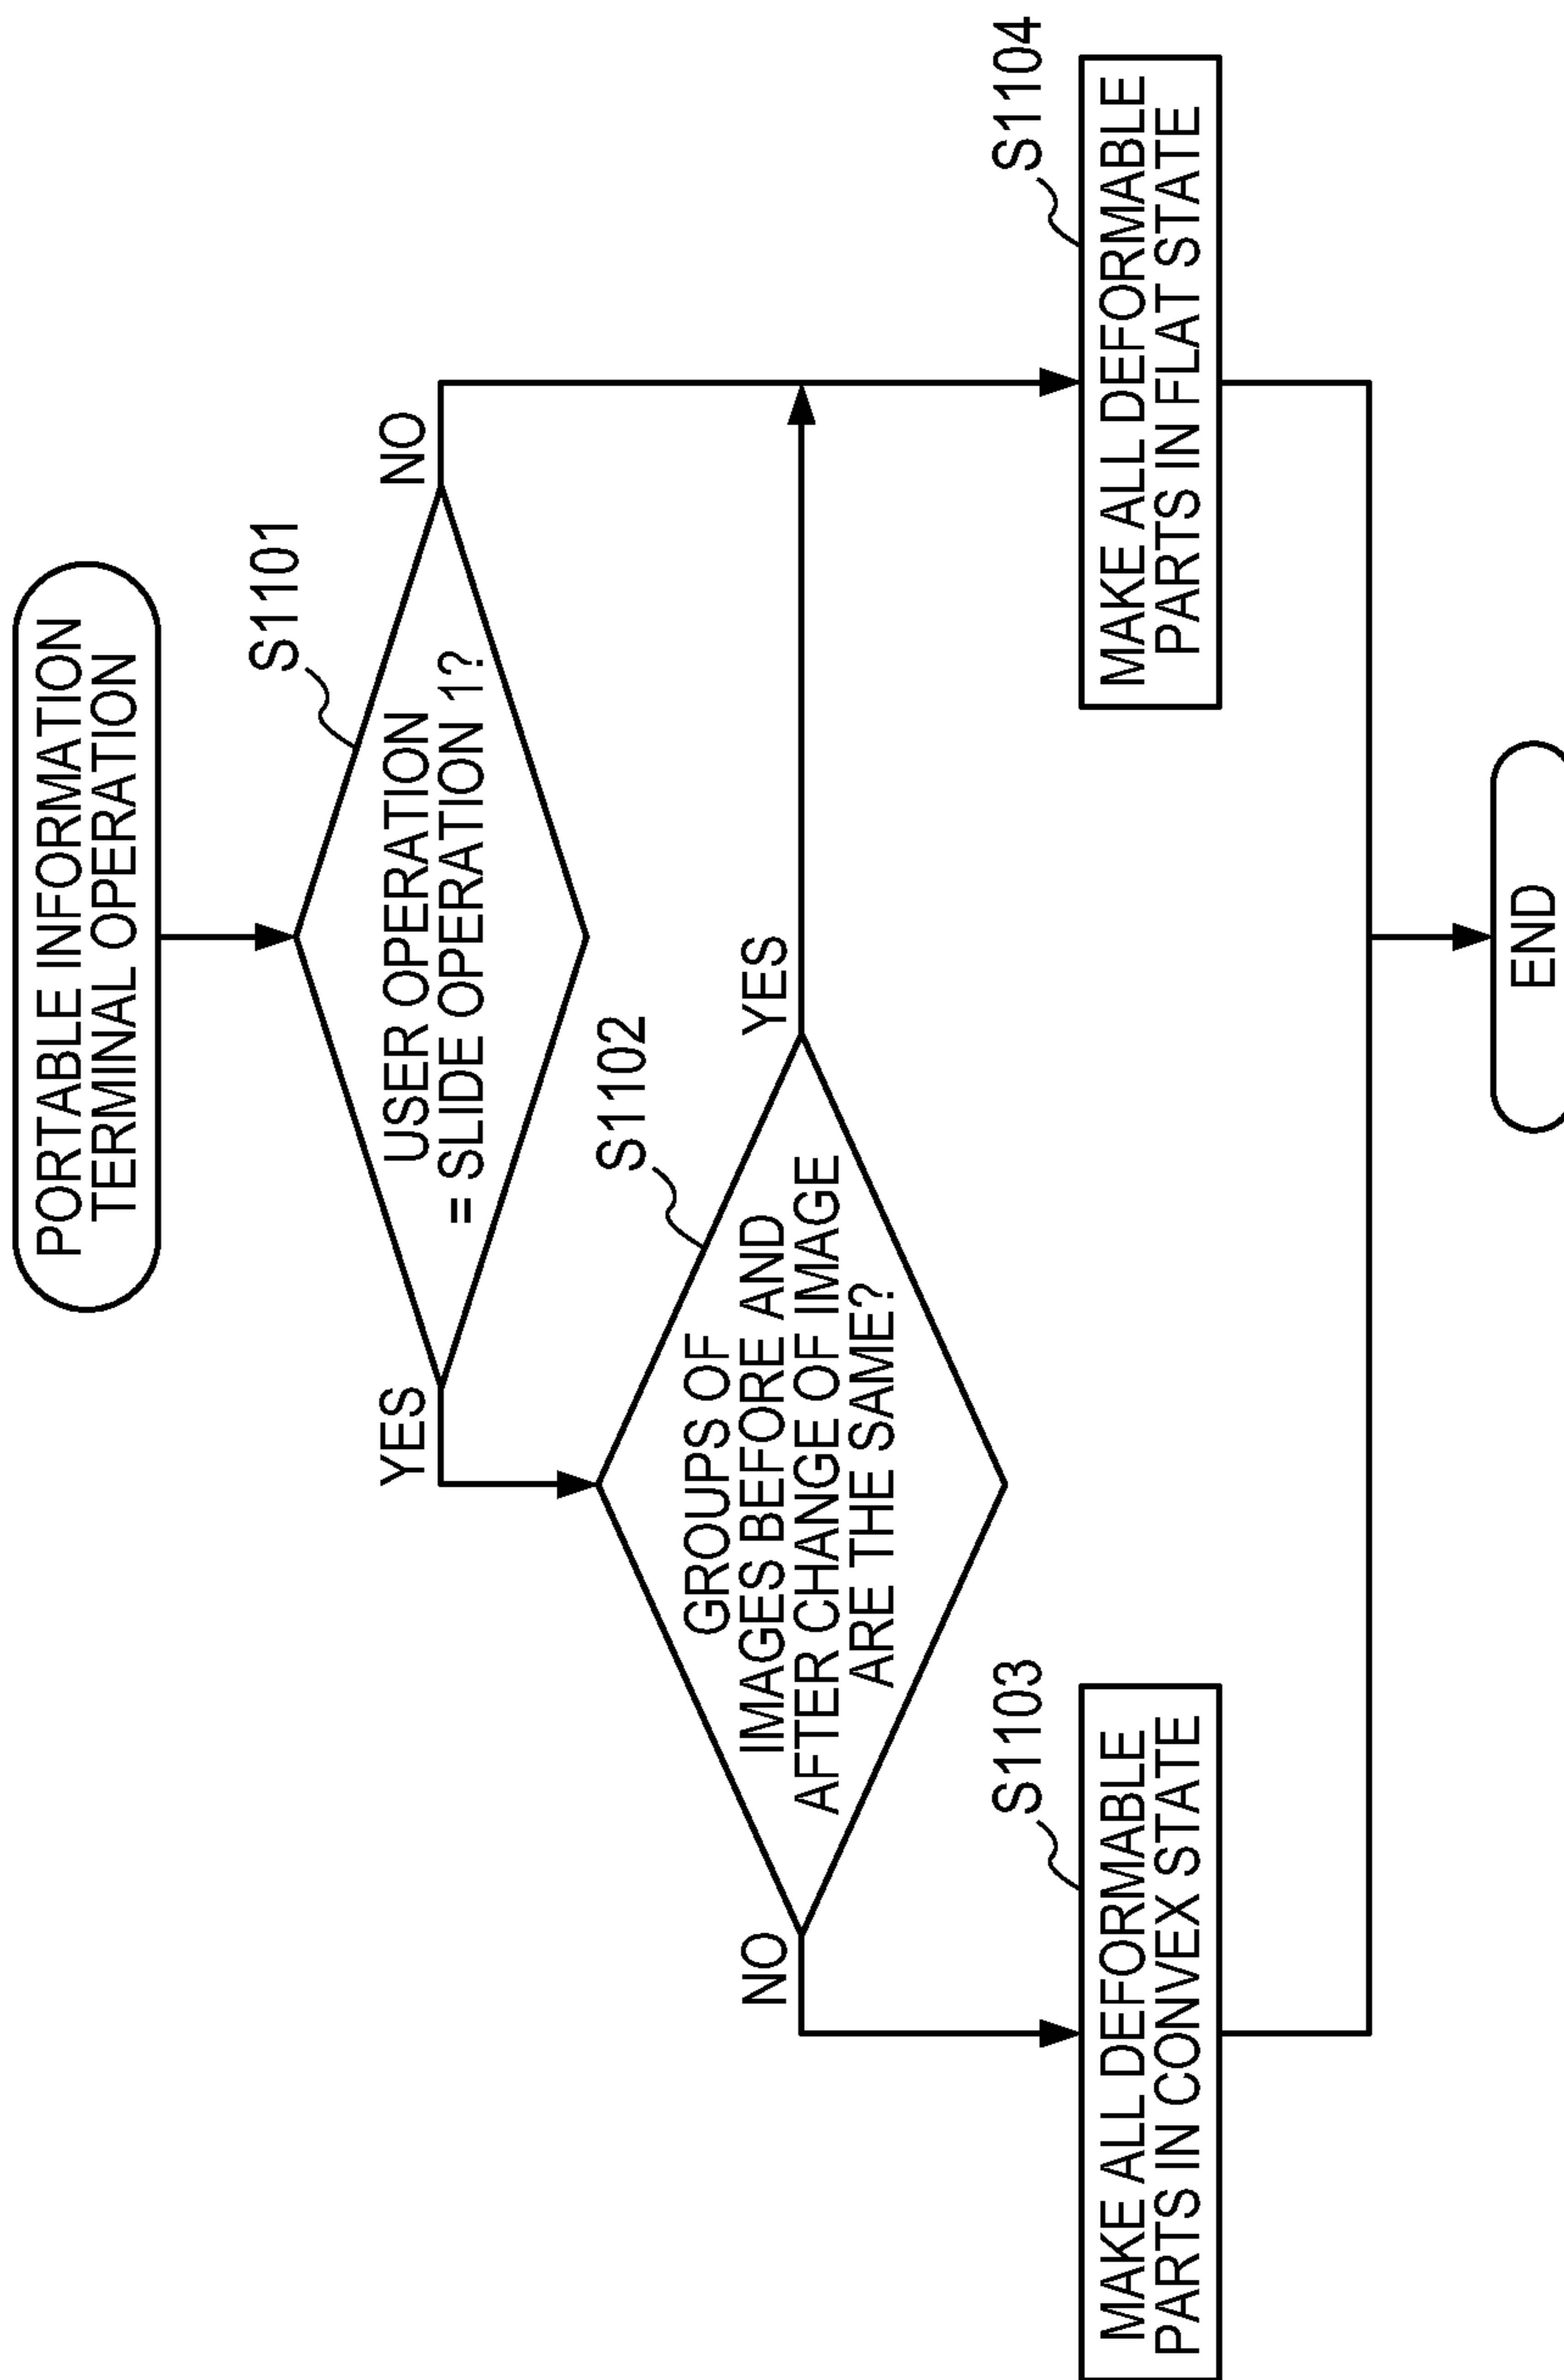 PORTABLE INFORMATION
TERMINAL OPERATION
S1101
USER OPERATION
= SLIDE OPERATION 1?
YES
NO
S1102
GROUPS OF
IMAGES BEFORE AND
AFTER CHANGE OF IMAGE
ARE THE SAME?
NO
YES
S1103
MAKE ALL DEFORMABLE
PARTS IN CONVEX STATE
S1104
MAKE ALL DEFORMABLE
PARTS IN FLAT STATE
END